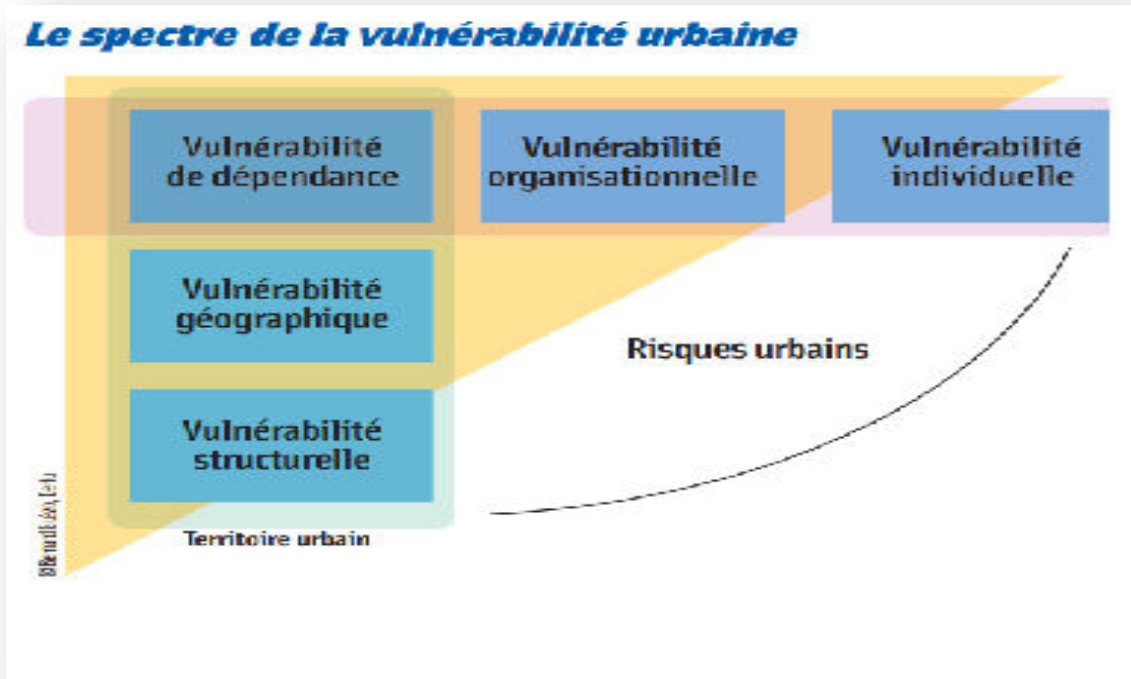 Le spectre de la vulnérabilité urbaine
Vulnérabilité
de dépendance
Vulnérabilité
organisationnelle
Vulnérabilité
individuelle
Vulnérabilité
géographique
Risques urbains
Vulnérabilité
structurelle
Territoire urbain